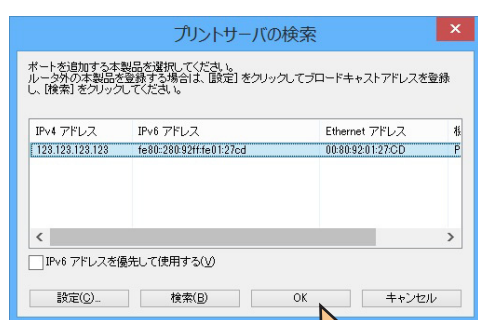 プリントサーバの検索
ポートを追加する本製品を選択してください。
ルータ外の本製品を登録する場合は、[設定] をクリックしてブロードキャストアドレスを登録
し、[検索] をクリックしてください。
IPv4 アドレス IPv6 アドレス Ethernet アドレス
123.123.123.123 fe80::280:92ff:fe01:27cd 00:80:92:01:27:CD P
IPv6 アドレスを優先して使用する(V)
設定(C)... 検索(B) OK キャンセル